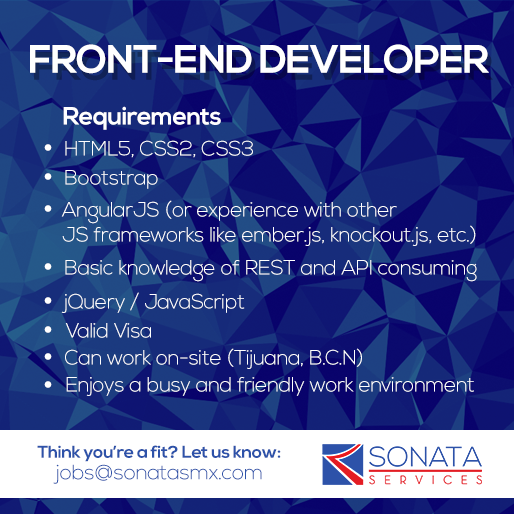 FRONT-END DEVELOPER
Requirements
• HTML5, CSS2, CSS3
• Bootstrap
• AngularJS (or experience with other
JS frameworks like ember.js, knockout.js, etc.)
• Basic knowledge of REST and API consuming
• jQuery / JavaScript
• Valid Visa
• Can work on-site (Tijuana, B.C.N)
• Enjoys a busy and friendly work environment
Think you're a fit? Let us know:
jobs@sonatasmx.com
SONATA
SERVICES